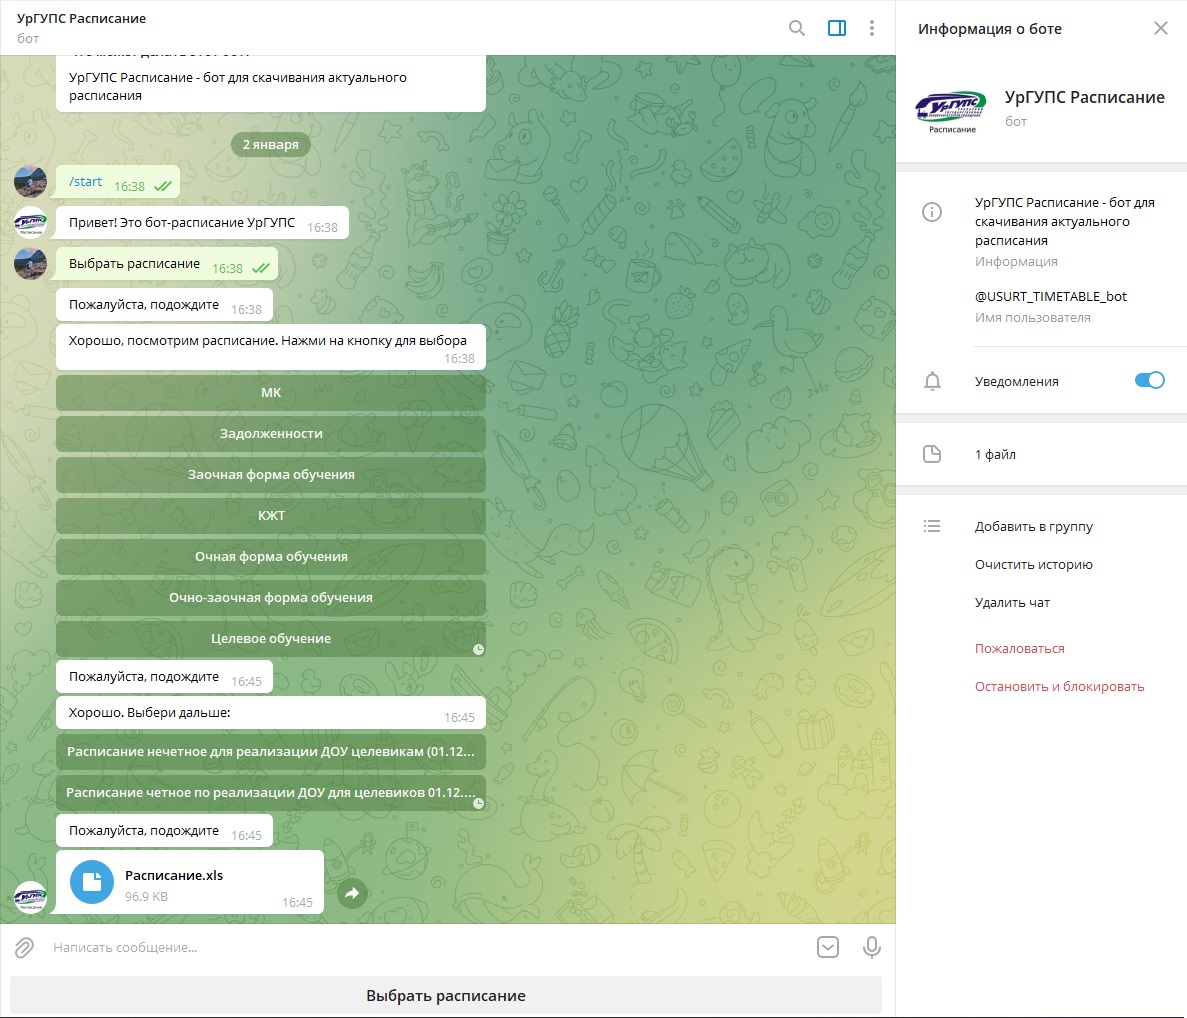 УрГУПС Расписание
бот
УрГУПС Расписание - бот для скачивания актуального
расписания
2 января
/start 16:38
Привет! Это бот-расписание УрГУПС 16:38
Выбрать расписание 16:38
Пожалуйста, подождите 16:38
Хорошо, посмотрим расписание. Нажми на кнопку для выбора
16:38
МК
Задолженности
Заочная форма обучения
КЖТ
Очная форма обучения
Очно-заочная форма обучения
Целевое обучение
Пожалуйста, подождите 16:45
Хорошо. Выбери дальше: 16:45
Расписание нечетное для реализации ДОУ целевикам (01.12...
Расписание четное по реализации ДОУ для целевиков 01.12....
Пожалуйста, подождите 16:45
Расписание.xls
96.9 KB 16:45
Написать сообщение...
Выбрать расписание
Информация о боте
УрГУПС
Расписание
УрГУПС Расписание
бот
УрГУПС Расписание - бот для
скачивания актуального
расписания
Информация
@USURT_TIMETABLE_bot
Имя пользователя
Уведомления
1 файл
Добавить в группу
Очистить историю
Удалить чат
Пожаловаться
Остановить и блокировать